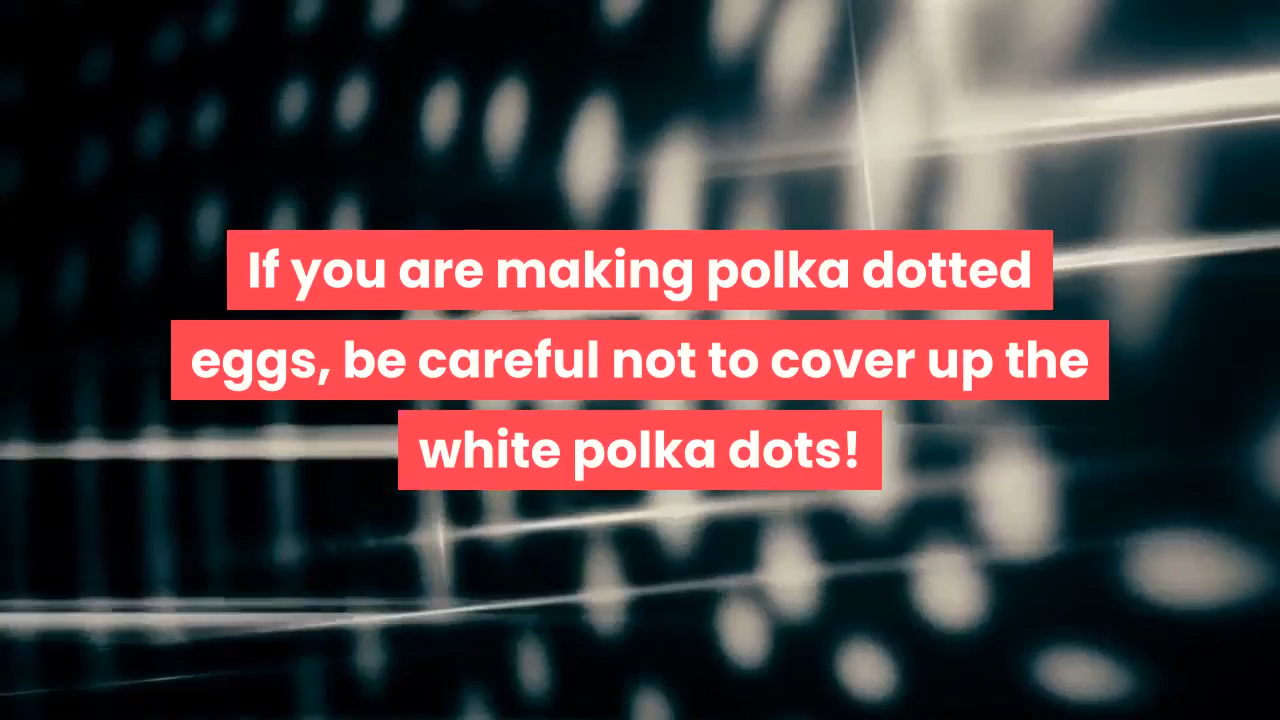 If you are making polka dotted
eggs, be careful not to cover up the
white polka dots!